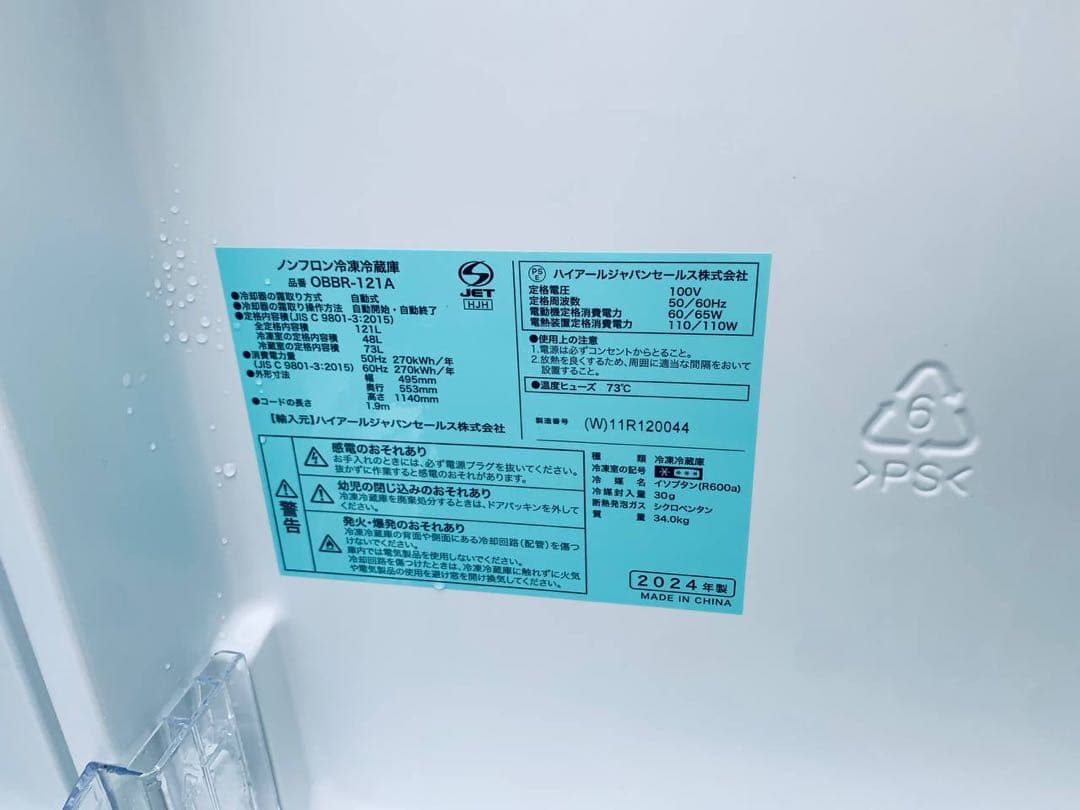 ノンフロン冷凍冷蔵庫
品番 OBBR-121A
S
JET
HJH
●冷却器の霜取り方式 自動式
●冷却器の霜取り操作方法 自動開始・自動終了
●定格内容積(JIS C 9801-3:2015)
全定格内容積 121L
冷凍室の定格内容積 48L
冷蔵室の定格内容積 73L
●消費電力量 50Hz 270kWh/年
(JIS C 9801-3:2015) 60Hz 270kWh/年
●外形寸法 幅 495mm
奥行 553mm
高さ 1140mm
●コードの長さ 1.9m
【輸入元】ハイアールジャパンセールス株式会社
PS
E
ハイアールジャパンセールス株式会社
定格電圧 100V
定格周波数 50/60Hz
電動機定格消費電力 60/65W
電熱装置定格消費電力 110/110W
●使用上の注意
1.電源は必ずコンセントからとること。
2.放熱を良くするため、周囲に適当な間隔をおいて
設置すること。
●温度ヒューズ 73℃
製造番号 (W)11R120044
警告
感電のおそれあり
お手入れのときには、必ず電源プラグを抜いてください。
抜かずに作業すると感電のおそれがあります。
幼児の閉じ込みのおそれあり
冷凍冷蔵庫を廃棄処分するときは、ドアパッキンを外して
ください。
発火・爆発のおそれあり
冷凍冷蔵庫の背面や側面にある冷却回路(配管)を傷つ
けないでください。
庫内では電気製品を使用しないでください。
冷却回路を傷つけたときは、冷凍冷蔵庫に触れずに火気
や電気製品の使用を避け窓を開け換気してください。
種類 冷凍冷蔵庫
冷凍室の記号
冷媒名 イソブタン(R600a)
冷媒封入量 30g
断熱発泡ガス シクロペンタン
質量 34.0kg
2024年製
MADE IN CHINA
6
>PS<